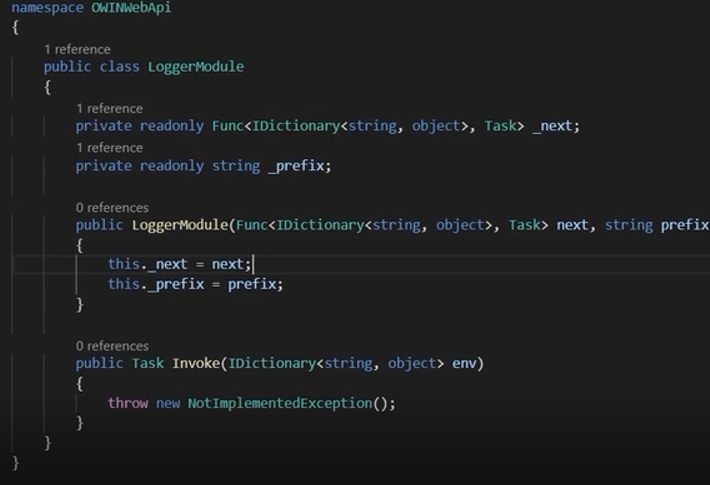 namespace OWINWebApi
{
1 reference
public class LoggerModule
{
1 reference
private readonly Func<IDictionary<string, object>, Task> _next;
1 reference
private readonly string _prefix;
0 references
public LoggerModule(Func<IDictionary<string, object>, Task> next, string prefix
{
this._next = next;
this._prefix = prefix;
}
0 references
public Task Invoke(IDictionary<string, object> env)
{
throw new NotImplementedException();
}
}
}